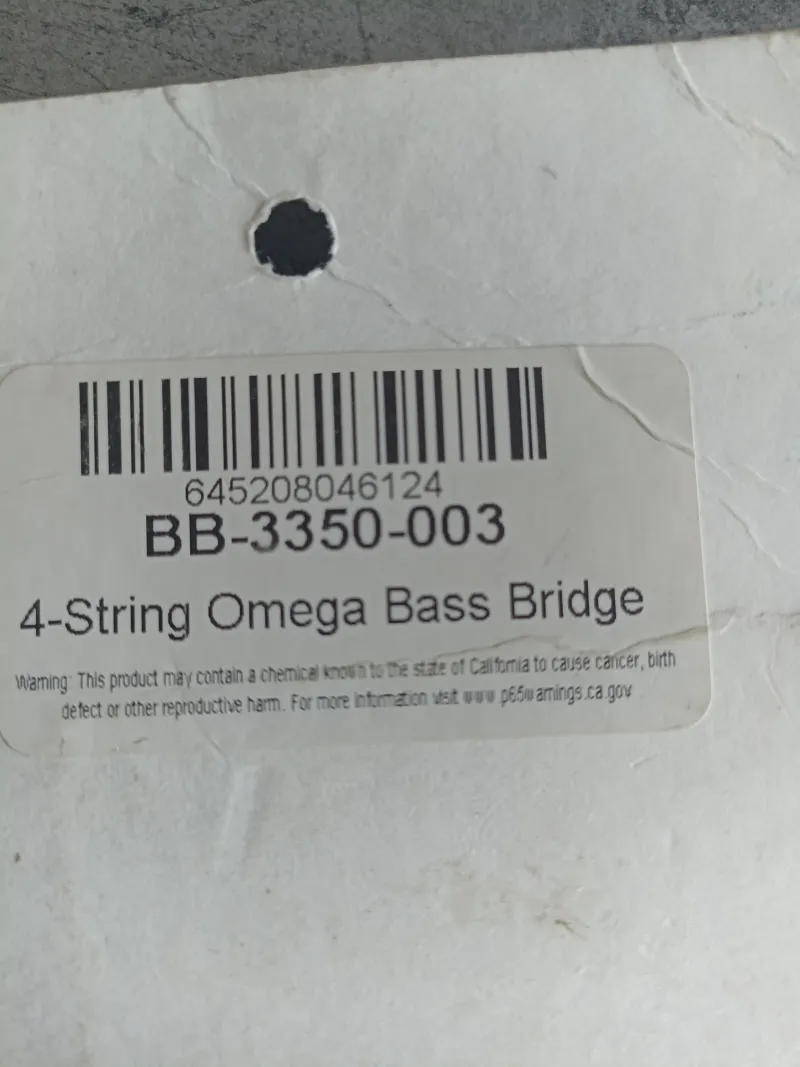 645208046124
BB-3350-003
4-String Omega Bass Bridge
Warning: This product may contain a chemical known to the state of California to cause cancer, birth
defect or other reproductive harm. For more information visit www.p65warnings.ca.gov